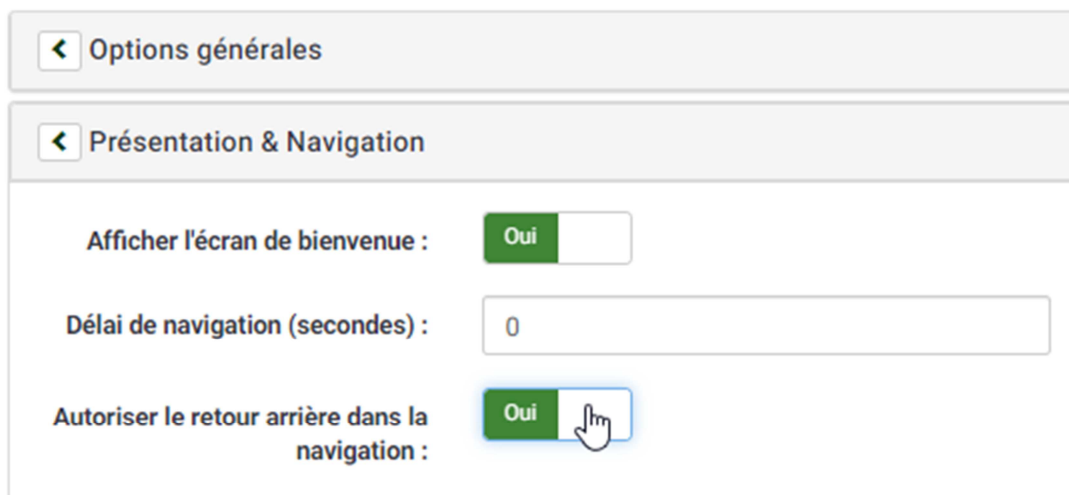 Options générales
Présentation & Navigation
Afficher l'écran de bienvenue :
Oui
Délai de navigation (secondes) :
0
Autoriser le retour arrière dans la
navigation :
Oui